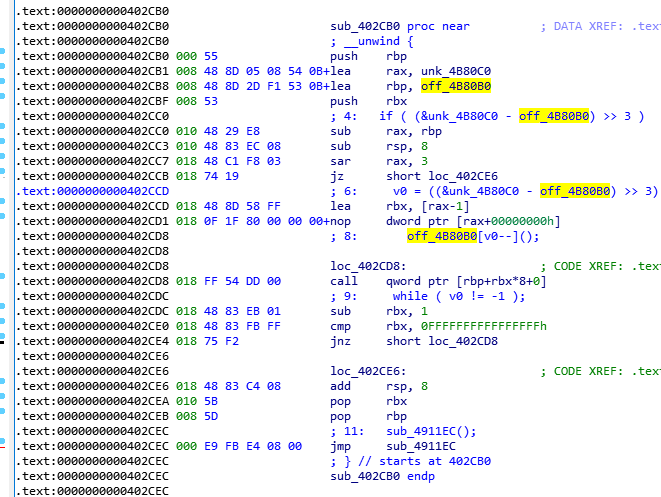 .text:0000000000402CB0
.text:0000000000402CB0 sub_402CB0 proc near ; DATA XREF: .text
.text:0000000000402CB0 ; __unwind {
.text:0000000000402CB0 000 55 push rbp
.text:0000000000402CB1 008 48 8D 05 08 54 0B+lea rax, unk_4B80C0
.text:0000000000402CB8 008 48 8D 2D F1 53 0B+lea rbp, off_4B80B0
.text:0000000000402CBF 008 53 push rbx
.text:0000000000402CC0 ; 4: if ( (&unk_4B80C0 - off_4B80B0) >> 3 )
.text:0000000000402CC0 010 48 29 E8 sub rax, rbp
.text:0000000000402CC3 010 48 83 EC 08 sub rsp, 8
.text:0000000000402CC7 018 48 C1 F8 03 sar rax, 3
.text:0000000000402CCB 018 74 19 jz short loc_402CE6
.text:0000000000402CCD ; 6: v0 = ((&unk_4B80C0 - off_4B80B0) >> 3)
.text:0000000000402CCD 018 48 8D 58 FF lea rbx, [rax-1]
.text:0000000000402CD1 018 0F 1F 80 00 00 00+nop dword ptr [rax+00000000h]
.text:0000000000402CD8 ; 8: off_4B80B0[v0--]();
.text:0000000000402CD8
.text:0000000000402CD8 loc_402CD8: ; CODE XREF: .text
.text:0000000000402CD8 018 FF 54 DD 00 call qword ptr [rbp+rbx*8+0]
.text:0000000000402CDC ; 9: while ( v0 != -1 );
.text:0000000000402CDC 018 48 83 EB 01 sub rbx, 1
.text:0000000000402CE0 018 48 83 FB FF cmp rbx, 0FFFFFFFFFFFFFFFFh
.text:0000000000402CE4 018 75 F2 jnz short loc_402CD8
.text:0000000000402CE6
.text:0000000000402CE6 loc_402CE6: ; CODE XREF: .text
.text:0000000000402CE6 018 48 83 C4 08 add rsp, 8
.text:0000000000402CEA 010 5B pop rbx
.text:0000000000402CEB 008 5D pop rbp
.text:0000000000402CEC ; 11: sub_4911EC();
.text:0000000000402CEC 000 E9 FB E4 08 00 jmp sub_4911EC
.text:0000000000402CEC ; } // starts at 402CB0
.text:0000000000402CEC sub_402CB0 endp
.text:0000000000402CEC